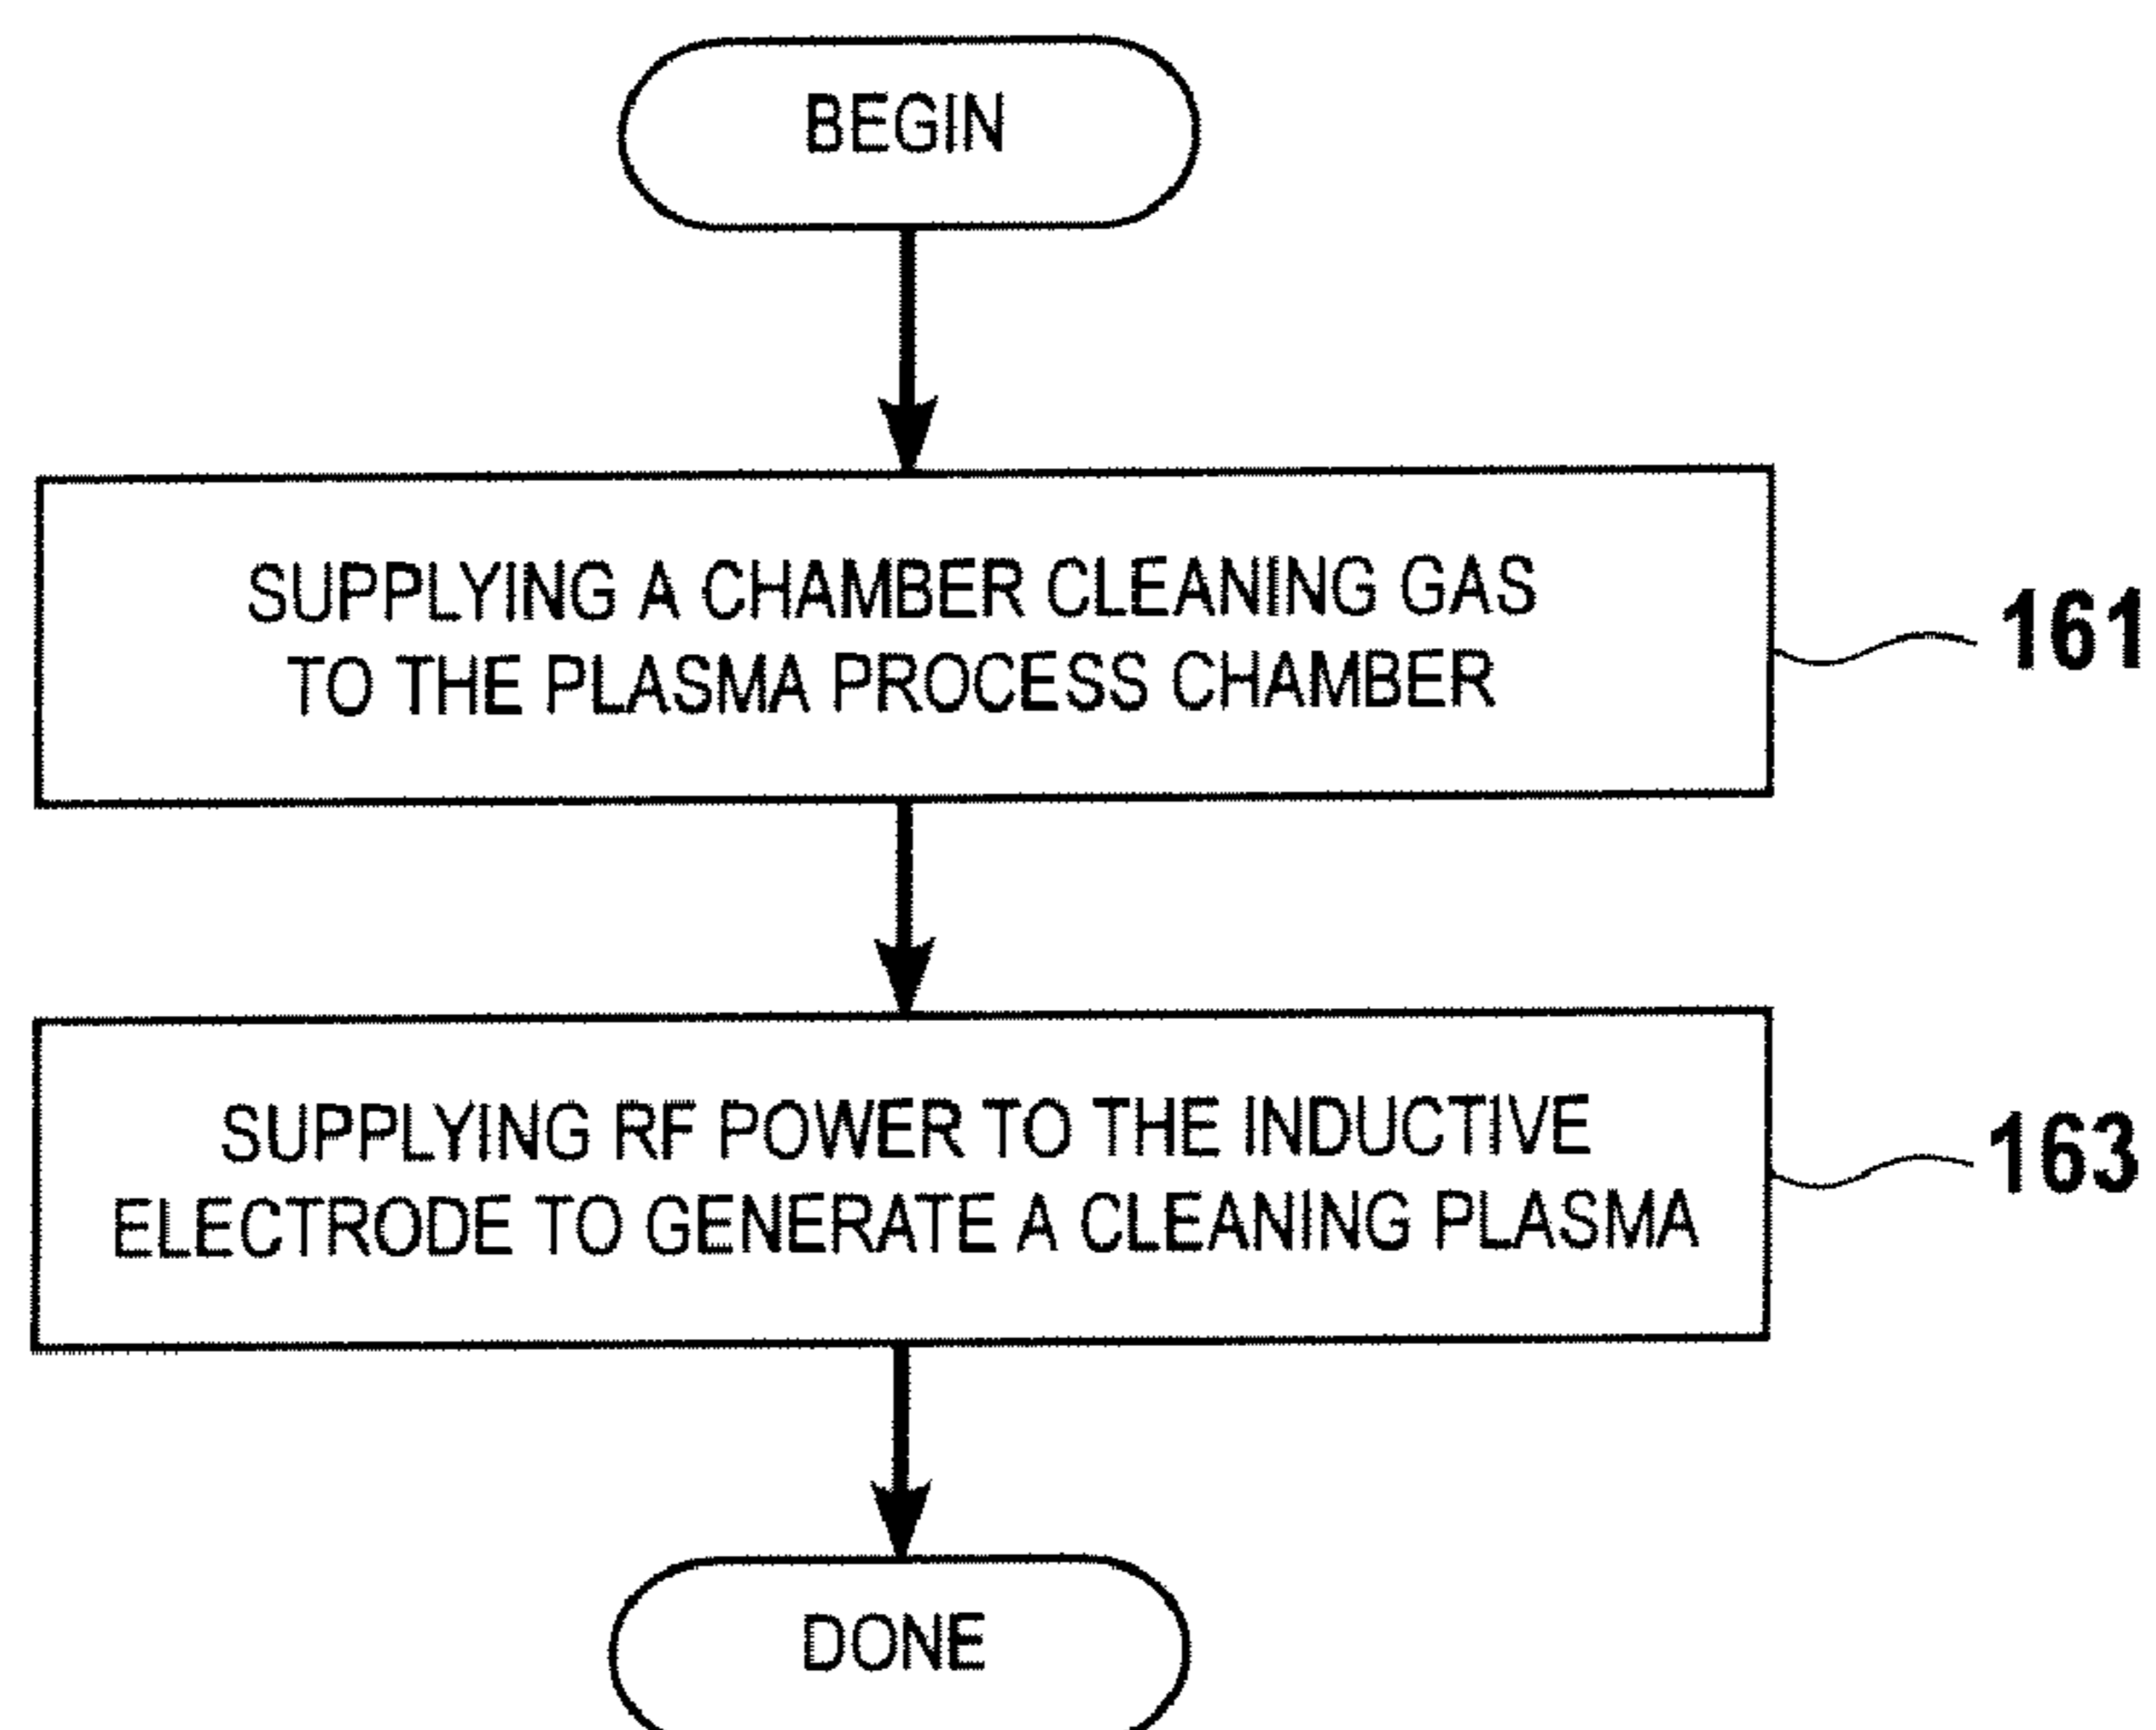 BEGIN
SUPPLYING A CHAMBER CLEANING GAS
TO THE PLASMA PROCESS CHAMBER
161
SUPPLYING RF POWER TO THE INDUCTIVE
ELECTRODE TO GENERATE A CLEANING PLASMA
163
DONE